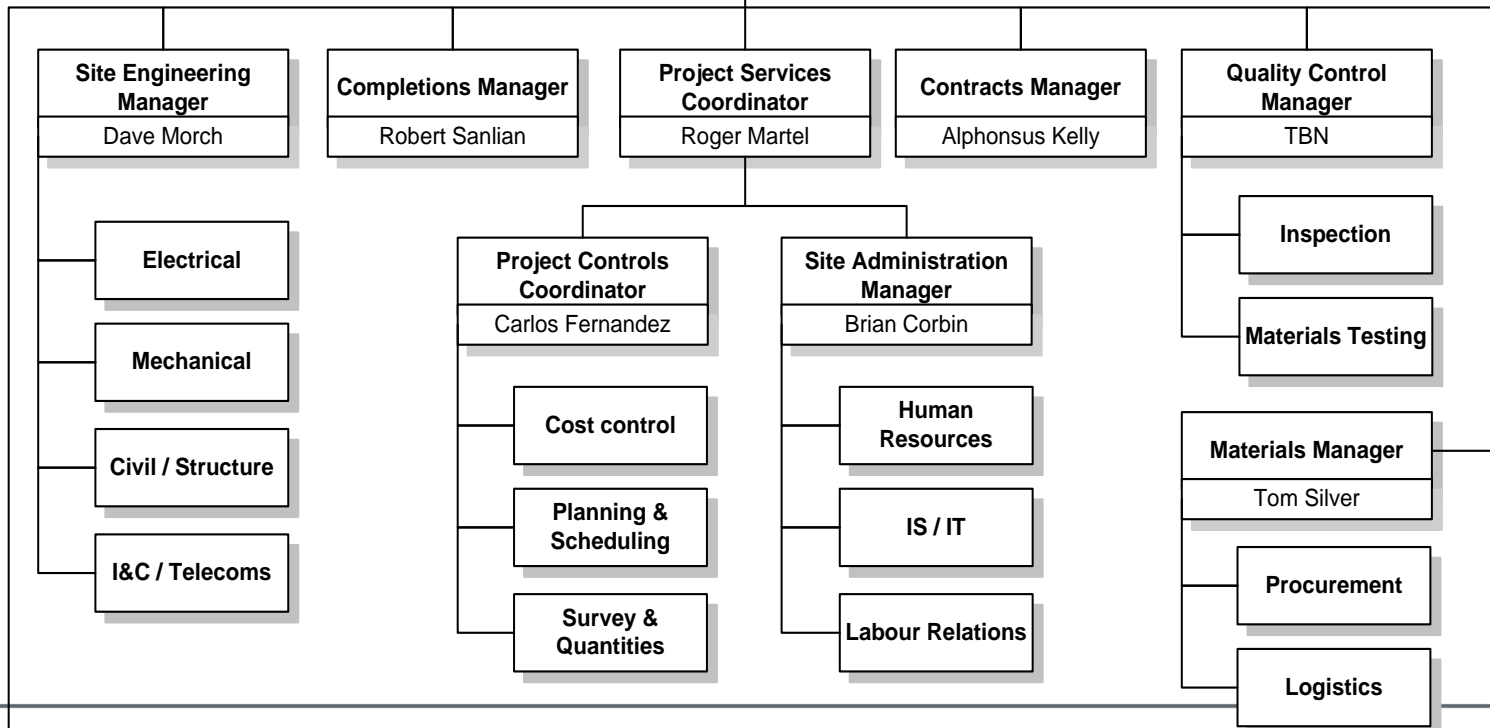 Site Engineering
Manager
Dave Morch
Completions Manager
Robert Sanlian
Project Services
Coordinator
Roger Martel
Contracts Manager
Alphonsus Kelly
Quality Control
Manager
TBN
Electrical
Mechanical
Civil / Structure
I&C / Telecoms
Project Controls
Coordinator
Carlos Fernandez
Cost control
Planning &
Scheduling
Survey &
Quantities
Site Administration
Manager
Brian Corbin
Human
Resources
IS / IT
Labour Relations
Inspection
Materials Testing
Materials Manager
Tom Silver
Procurement
Logistics